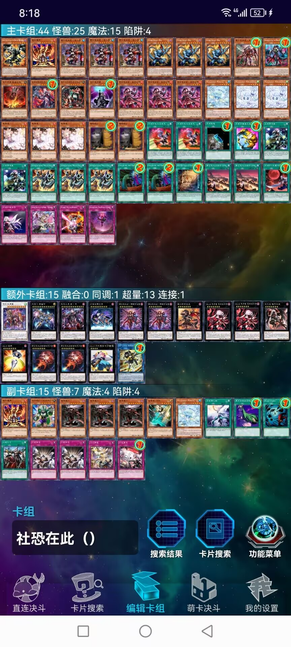 8:18
52
主卡组:44 怪兽:25 魔法:15 陷阱:4
额外卡组:15 融合:0 同调:1 超量:13 连接:1
副卡组:15 怪兽:7 魔法:4 陷阱:4
卡组
社恐在此（）
搜索结果
卡片搜索
功能菜单
直连决斗
卡片搜索
编辑卡组
萌卡决斗
我的设置